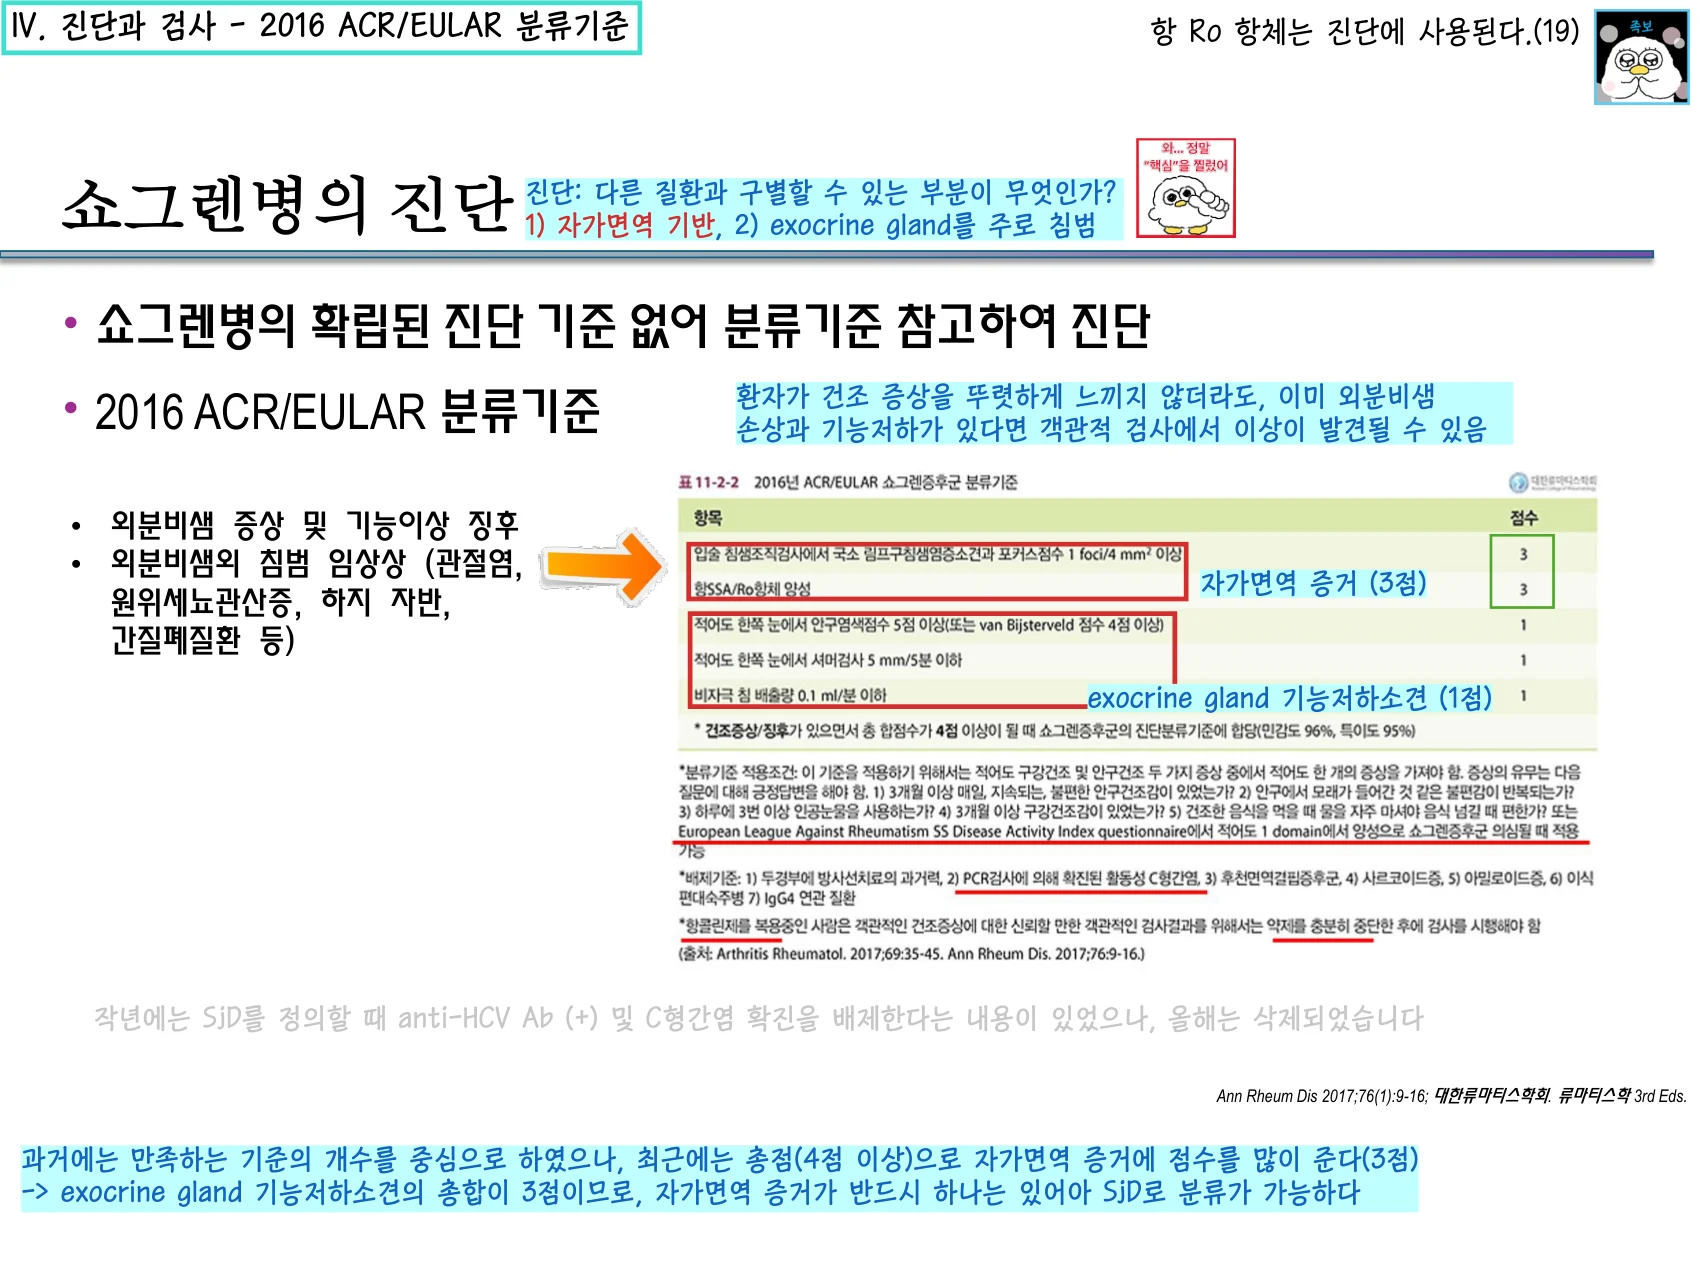 IV. 진단과 검사 - 2016 ACR/EULAR 분류기준
항 Ro 항체는 진단에 사용된다.(19)
족보
와... 정말
"핵심"을 찔렀어
쇼그렌병의 진단
진단: 다른 질환과 구별할 수 있는 부분이 무엇인가?
1) 자가면역 기반, 2) exocrine gland를 주로 침범
• 쇼그렌병의 확립된 진단 기준 없어 분류기준 참고하여 진단
• 2016 ACR/EULAR 분류기준
환자가 건조 증상을 뚜렷하게 느끼지 않더라도, 이미 외분비샘
손상과 기능저하가 있다면 객관적 검사에서 이상이 발견될 수 있음
• 외분비샘 증상 및 기능이상 징후
• 외분비샘외 침범 임상상 (관절염,
원위세뇨관산증, 하지 자반,
간질폐질환 등)
표 11-2-2 2016년 ACR/EULAR 쇼그렌증후군 분류기준
대한류마티스학회
항목 점수
입술 침샘조직검사에서 국소 림프구침샘염증소견과 포커스점수 1 foci/4 mm² 이상 3
항SSA/Ro항체 양성 3
자가면역 증거 (3점)
적어도 한쪽 눈에서 안구염색점수 5점 이상(또는 van Bijsterveld 점수 4점 이상) 1
적어도 한쪽 눈에서 셔머검사 5 mm/5분 이하 1
비자극 침 배출량 0.1 ml/분 이하 1
exocrine gland 기능저하소견 (1점)
* 건조증상/징후가 있으면서 총 합점수가 4점 이상이 될 때 쇼그렌증후군의 진단분류기준에 합당(민감도 96%, 특이도 95%)
*분류기준 적용조건: 이 기준을 적용하기 위해서는 적어도 구강건조 및 안구건조 두 가지 증상 중에서 적어도 한 개의 증상을 가져야 함. 증상의 유무는 다음
질문에 대해 긍정답변을 해야 함. 1) 3개월 이상 매일, 지속되는, 불편한 안구건조감이 있었는가? 2) 안구에서 모래가 들어간 것 같은 불편감이 반복되는가?
3) 하루에 3번 이상 인공눈물을 사용하는가? 4) 3개월 이상 구강건조감이 있었는가? 5) 건조한 음식을 먹을 때 물을 자주 마셔야 음식 넘길 때 편한가? 또는
European League Against Rheumatism SS Disease Activity Index questionnaire에서 적어도 1 domain에서 양성으로 쇼그렌증후군 의심될 때 적용
가능
*배제기준: 1) 두경부에 방사선치료의 과거력, 2) PCR검사에 의해 확진된 활동성 C형간염, 3) 후천면역결핍증후군, 4) 사르코이드증, 5) 아밀로이드증, 6) 이식
편대숙주병 7) IgG4 연관 질환
*항콜린제를 복용중인 사람은 객관적인 건조증상에 대한 신뢰할 만한 객관적인 검사결과를 위해서는 약제를 충분히 중단한 후에 검사를 시행해야 함
(출처: Arthritis Rheumatol. 2017;69:35-45. Ann Rheum Dis. 2017;76:9-16.)
작년에는 SjD를 정의할 때 anti-HCV Ab (+) 및 C형간염 확진을 배제한다는 내용이 있었으나, 올해는 삭제되었습니다
Ann Rheum Dis 2017;76(1):9-16; 대한류마티스학회. 류마티스학 3rd Eds.
과거에는 만족하는 기준의 개수를 중심으로 하였으나, 최근에는 총점(4점 이상)으로 자가면역 증거에 점수를 많이 준다(3점)
-> exocrine gland 기능저하소견의 총합이 3점이므로, 자가면역 증거가 반드시 하나는 있어야 SjD로 분류가 가능하다